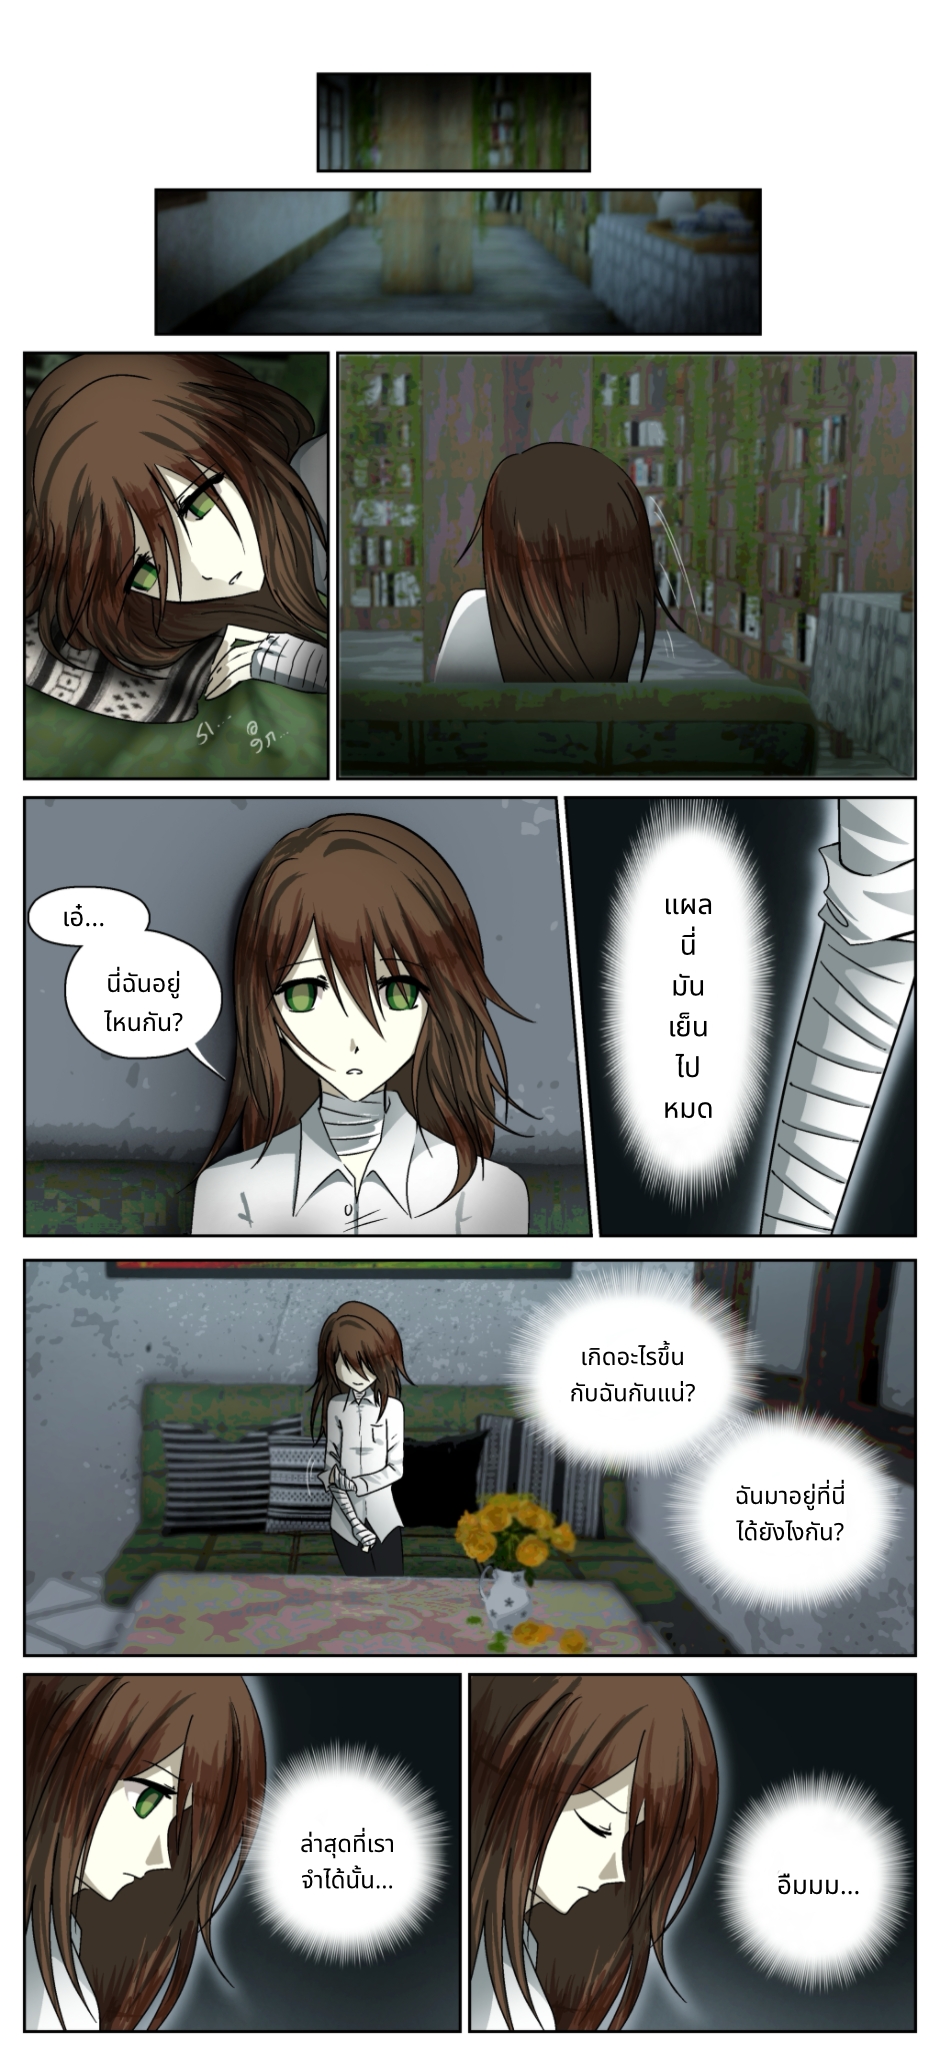 เอ๋...
นี่ฉันอยู่
ไหนกัน?
แผล
นี่
มัน
เย็น
ไป
หมด
เกิดอะไรขึ้น
กับฉันกันแน่?
ฉันมาอยู่ที่นี่
ได้ยังไงกัน?
ล่าสุดที่เรา
จำได้นั้น...
อืมมม...